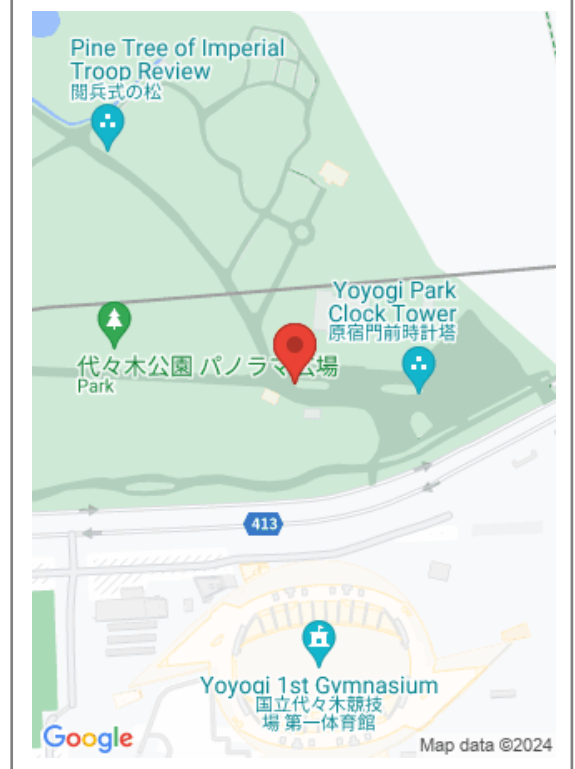 Pine Tree of Imperial
Troop Review
閲兵式の松
Yoyogi Park
Clock Tower
原宿門前時計塔
代々木公園 パノラマ広場
Park
413
Yoyogi 1st Gymnasium
国立代々木競技
場 第一体育館
Google
Map data ©2024